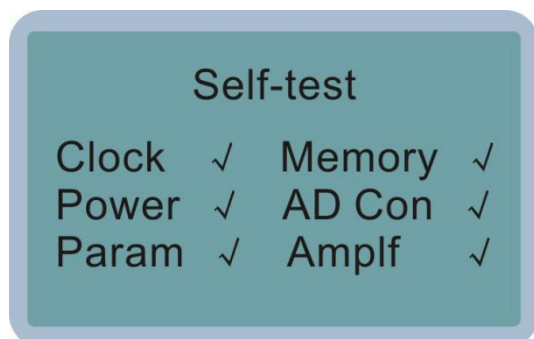 Self-test
Clock √ Memory √
Power √ AD Con √
Param √ Amplf √